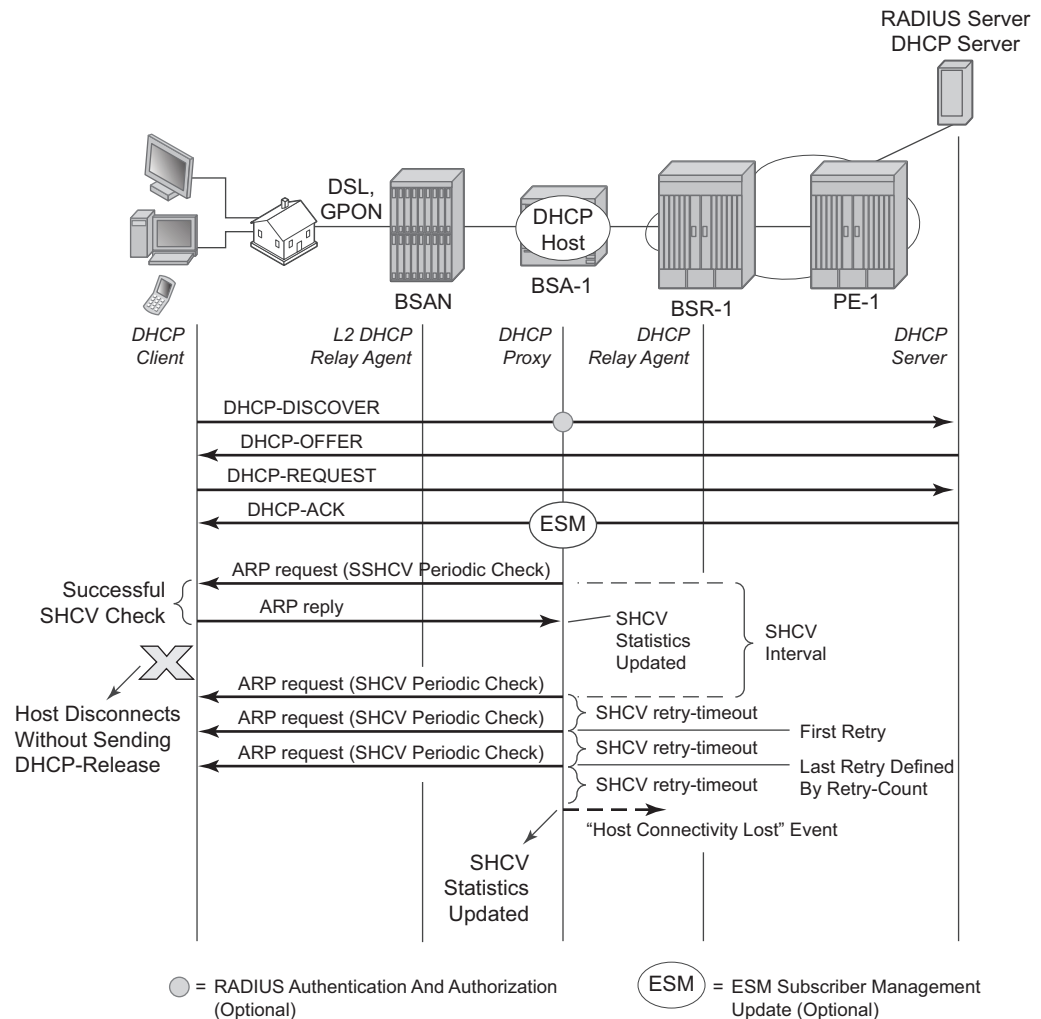 RADIUS Server
DHCP Server
DSL,
GPON
DHCP
Host
BSAN
BSA-1
BSR-1
PE-1
DHCP
Client
L2 DHCP
Relay Agent
DHCP
Proxy
DHCP
Relay Agent
DHCP
Server
DHCP-DISCOVER
DHCP-OFFER
DHCP-REQUEST
DHCP-ACK
ESM
ARP request (SSHCV Periodic Check)
Successful
SHCV Check
ARP reply
SHCV
Statistics
Updated
SHCV
Interval
ARP request (SHCV Periodic Check)
Host Disconnects
Without Sending
DHCP-Release
SHCV retry-timeout
ARP request (SHCV Periodic Check)
First Retry
SHCV retry-timeout
ARP request (SHCV Periodic Check)
Last Retry Defined
By Retry-Count
SHCV retry-timeout
“Host Connectivity Lost” Event
SHCV
Statistics
Updated
= RADIUS Authentication And Authorization
(Optional)
ESM
= ESM Subscriber Management
Update (Optional)